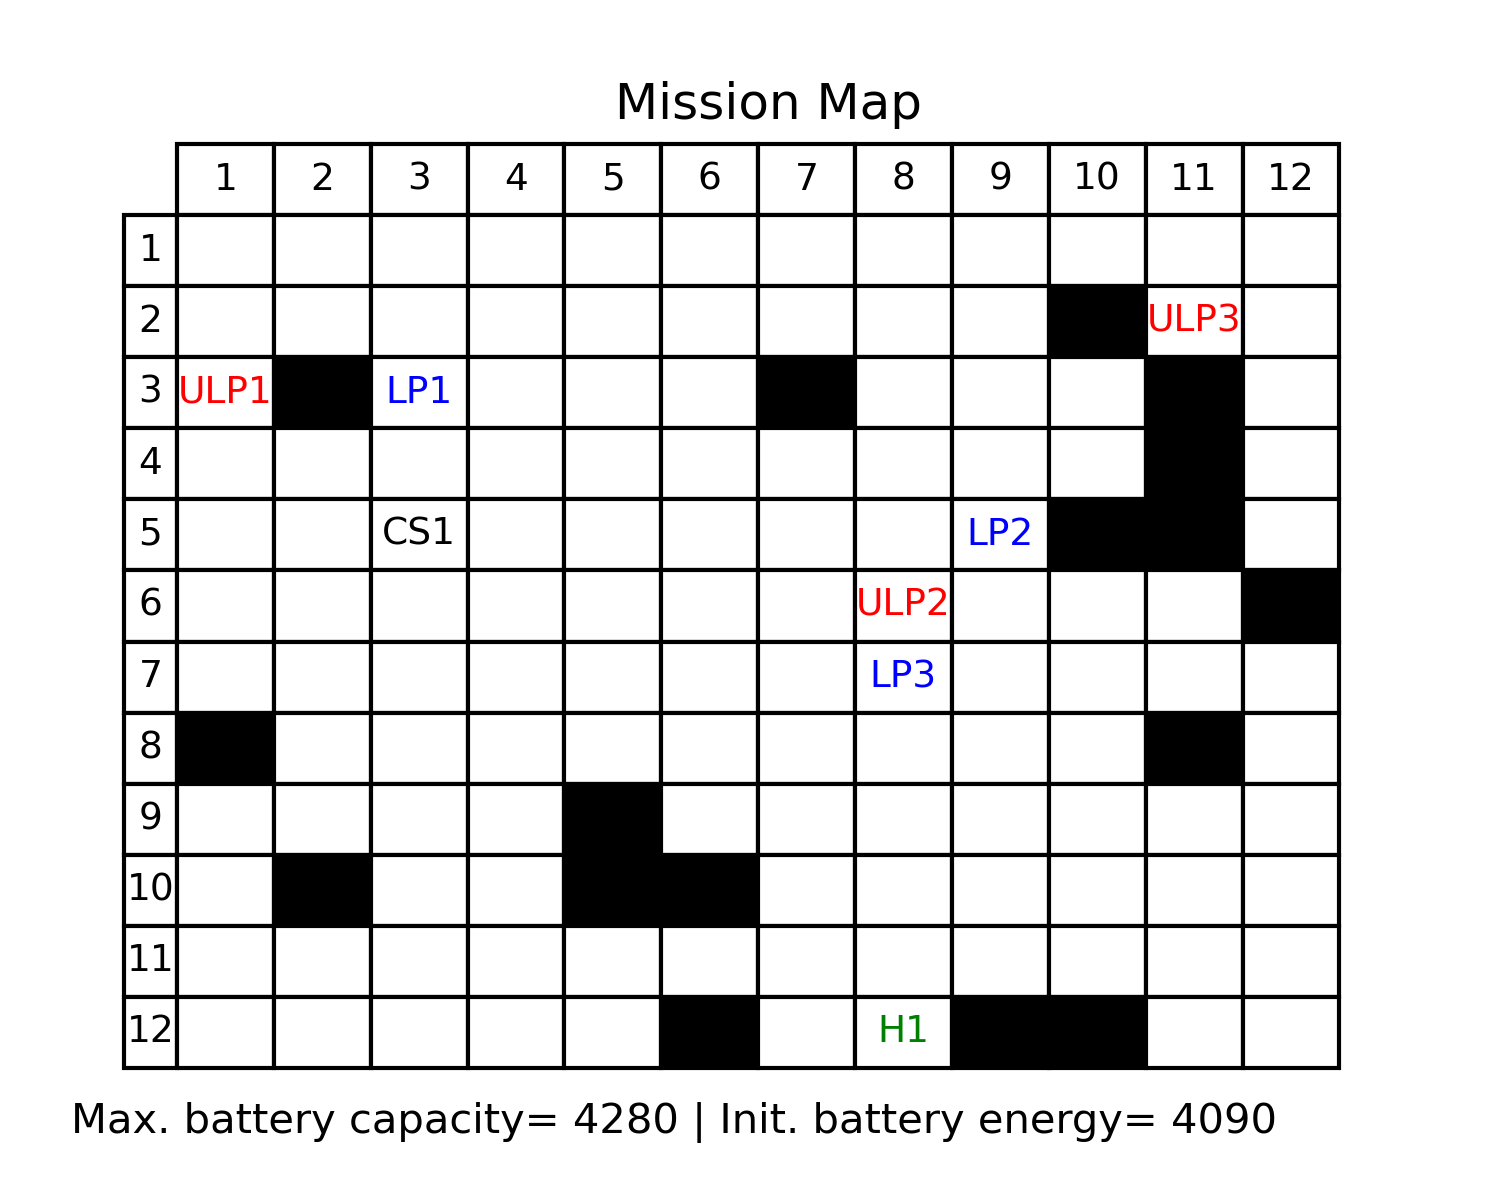 Mission Map
1 2 3 4 5 6 7 8 9 10 11 12
1
2 ULP3
3 ULP1 LP1
4
5 CS1 LP2
6 ULP2
7 LP3
8
9
10
11
12 H1
Max. battery capacity= 4280 | Init. battery energy= 4090